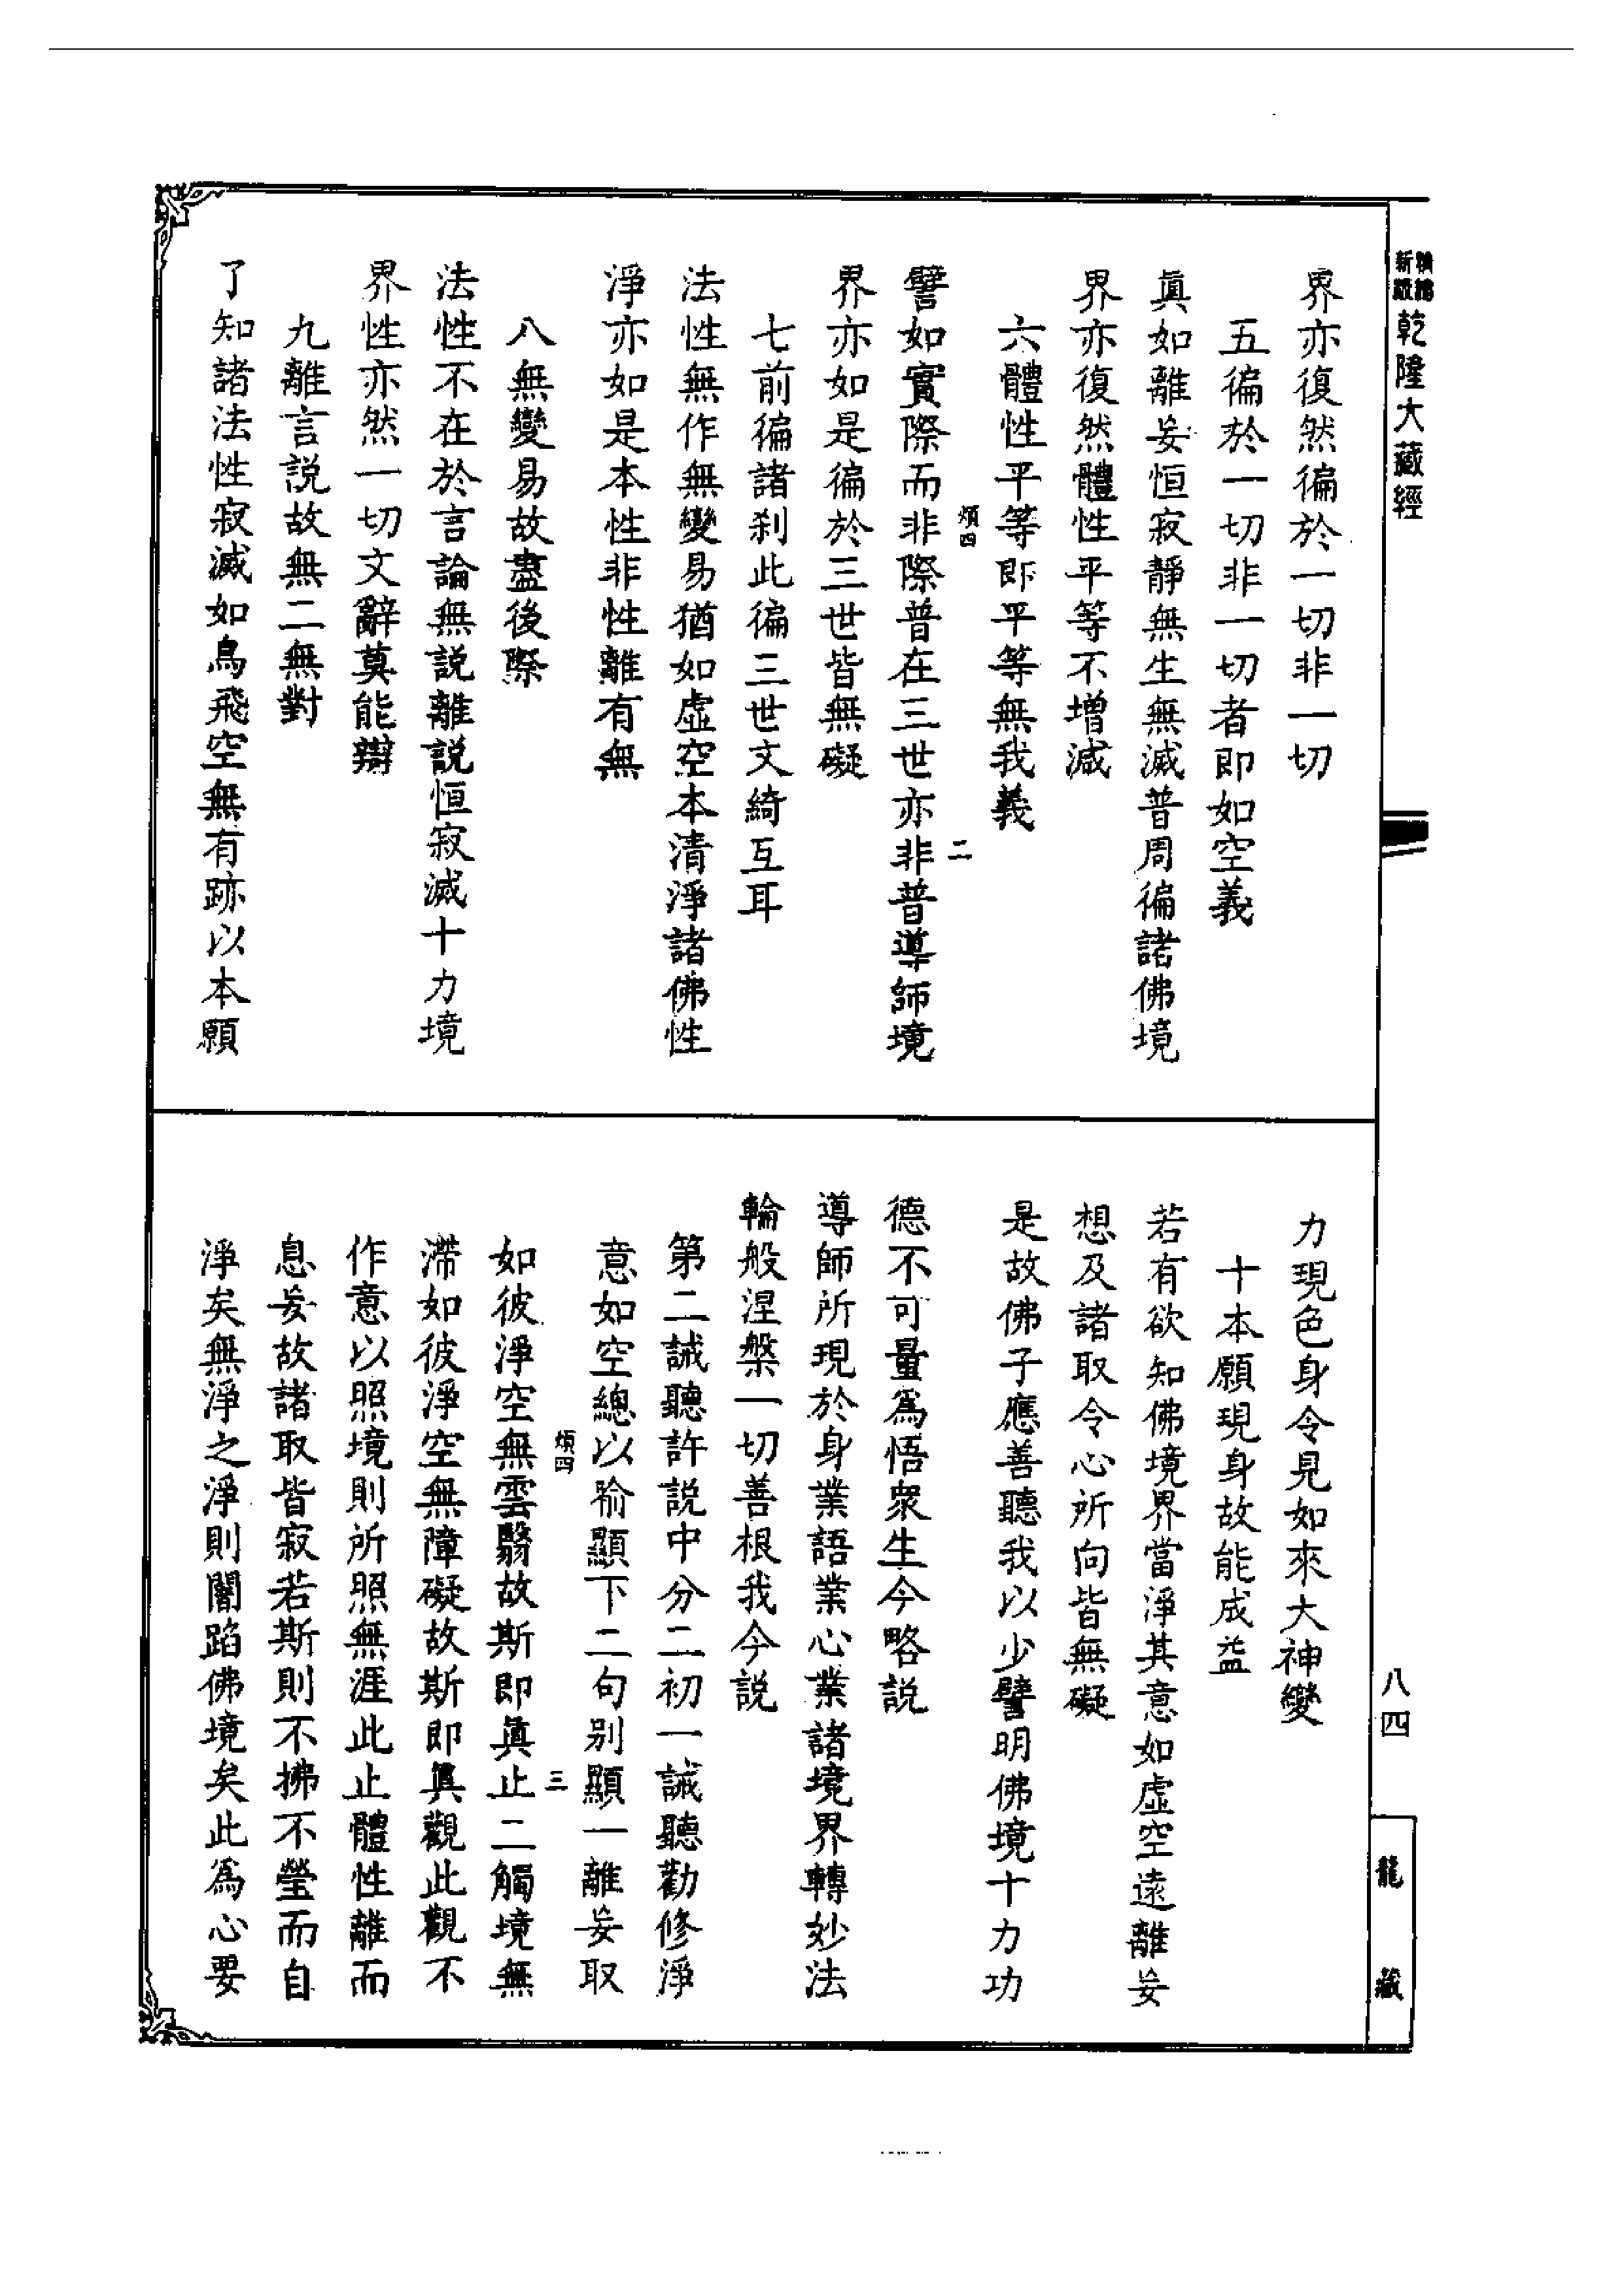 新編
新版
乾隆大藏經
界亦復然徧於一切非一切
五徧於一切非一切者即如空義
眞如離妄恒寂靜無生無滅普周徧諸佛境
界亦復然體性平等不增減
六體性平等即平等無我義
煩四
二
譬如實際而非際普在三世亦非普導師境
界亦如是徧於三世皆無礙
七前徧諸剎此徧三世文綺互耳
法性無作無變易猶如虛空本清淨諸佛性
淨亦如是本性非性離有無
八無變易故盡後際
法性不在於言論無說離說恒寂滅十力境
界性亦然一切文辭莫能辯
九離言說故無二無對
了知諸法性寂滅如鳥飛空無有跡以本願
力現色身令見如來大神變
十本願現身故能成益
若有欲知佛境界當淨其意如虛空遠離妄
想及諸取令心所向皆無礙
是故佛子應善聽我以少譬明佛境十力功
德不可量爲悟衆生今略說
導師所現於身業語業心業諸境界轉妙法
輪般涅槃一切善根我今說
第二誡聽許說中分二初一誡聽勸修淨
意如空總以喻顯下二句別顯一離妄取
煩四
三
如彼淨空無雲翳故斯即眞止二觸境無
滯如彼淨空無障礙故斯即眞觀此觀不
作意以照境則所照無涯此止體性離而
息妄故諸取皆寂若斯則不拂不瑩而自
淨矣無淨之淨則闇蹈佛境矣此爲心要
八四
龍藏